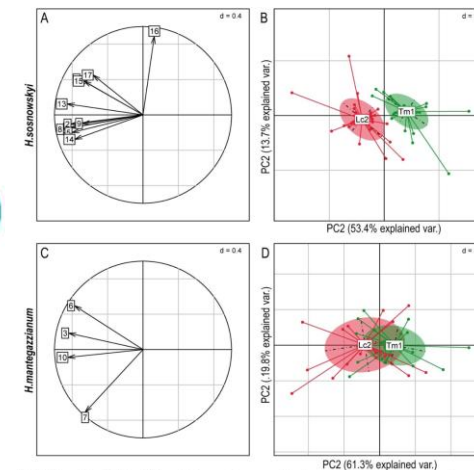 A
d = 0.4
16
17
15
13
2
9
8
14
H.sosnowskyi
B
Lc2
Tm1
PC2 (13.7% explained var.)
PC2 (53.4% explained var.)
C
d = 0.4
6
3
10
7
H.mantegazzianum
D
d =
Lc2
Tm1
PC2 (.19.8% explained var.)
PC2 (61.3% explained var.)